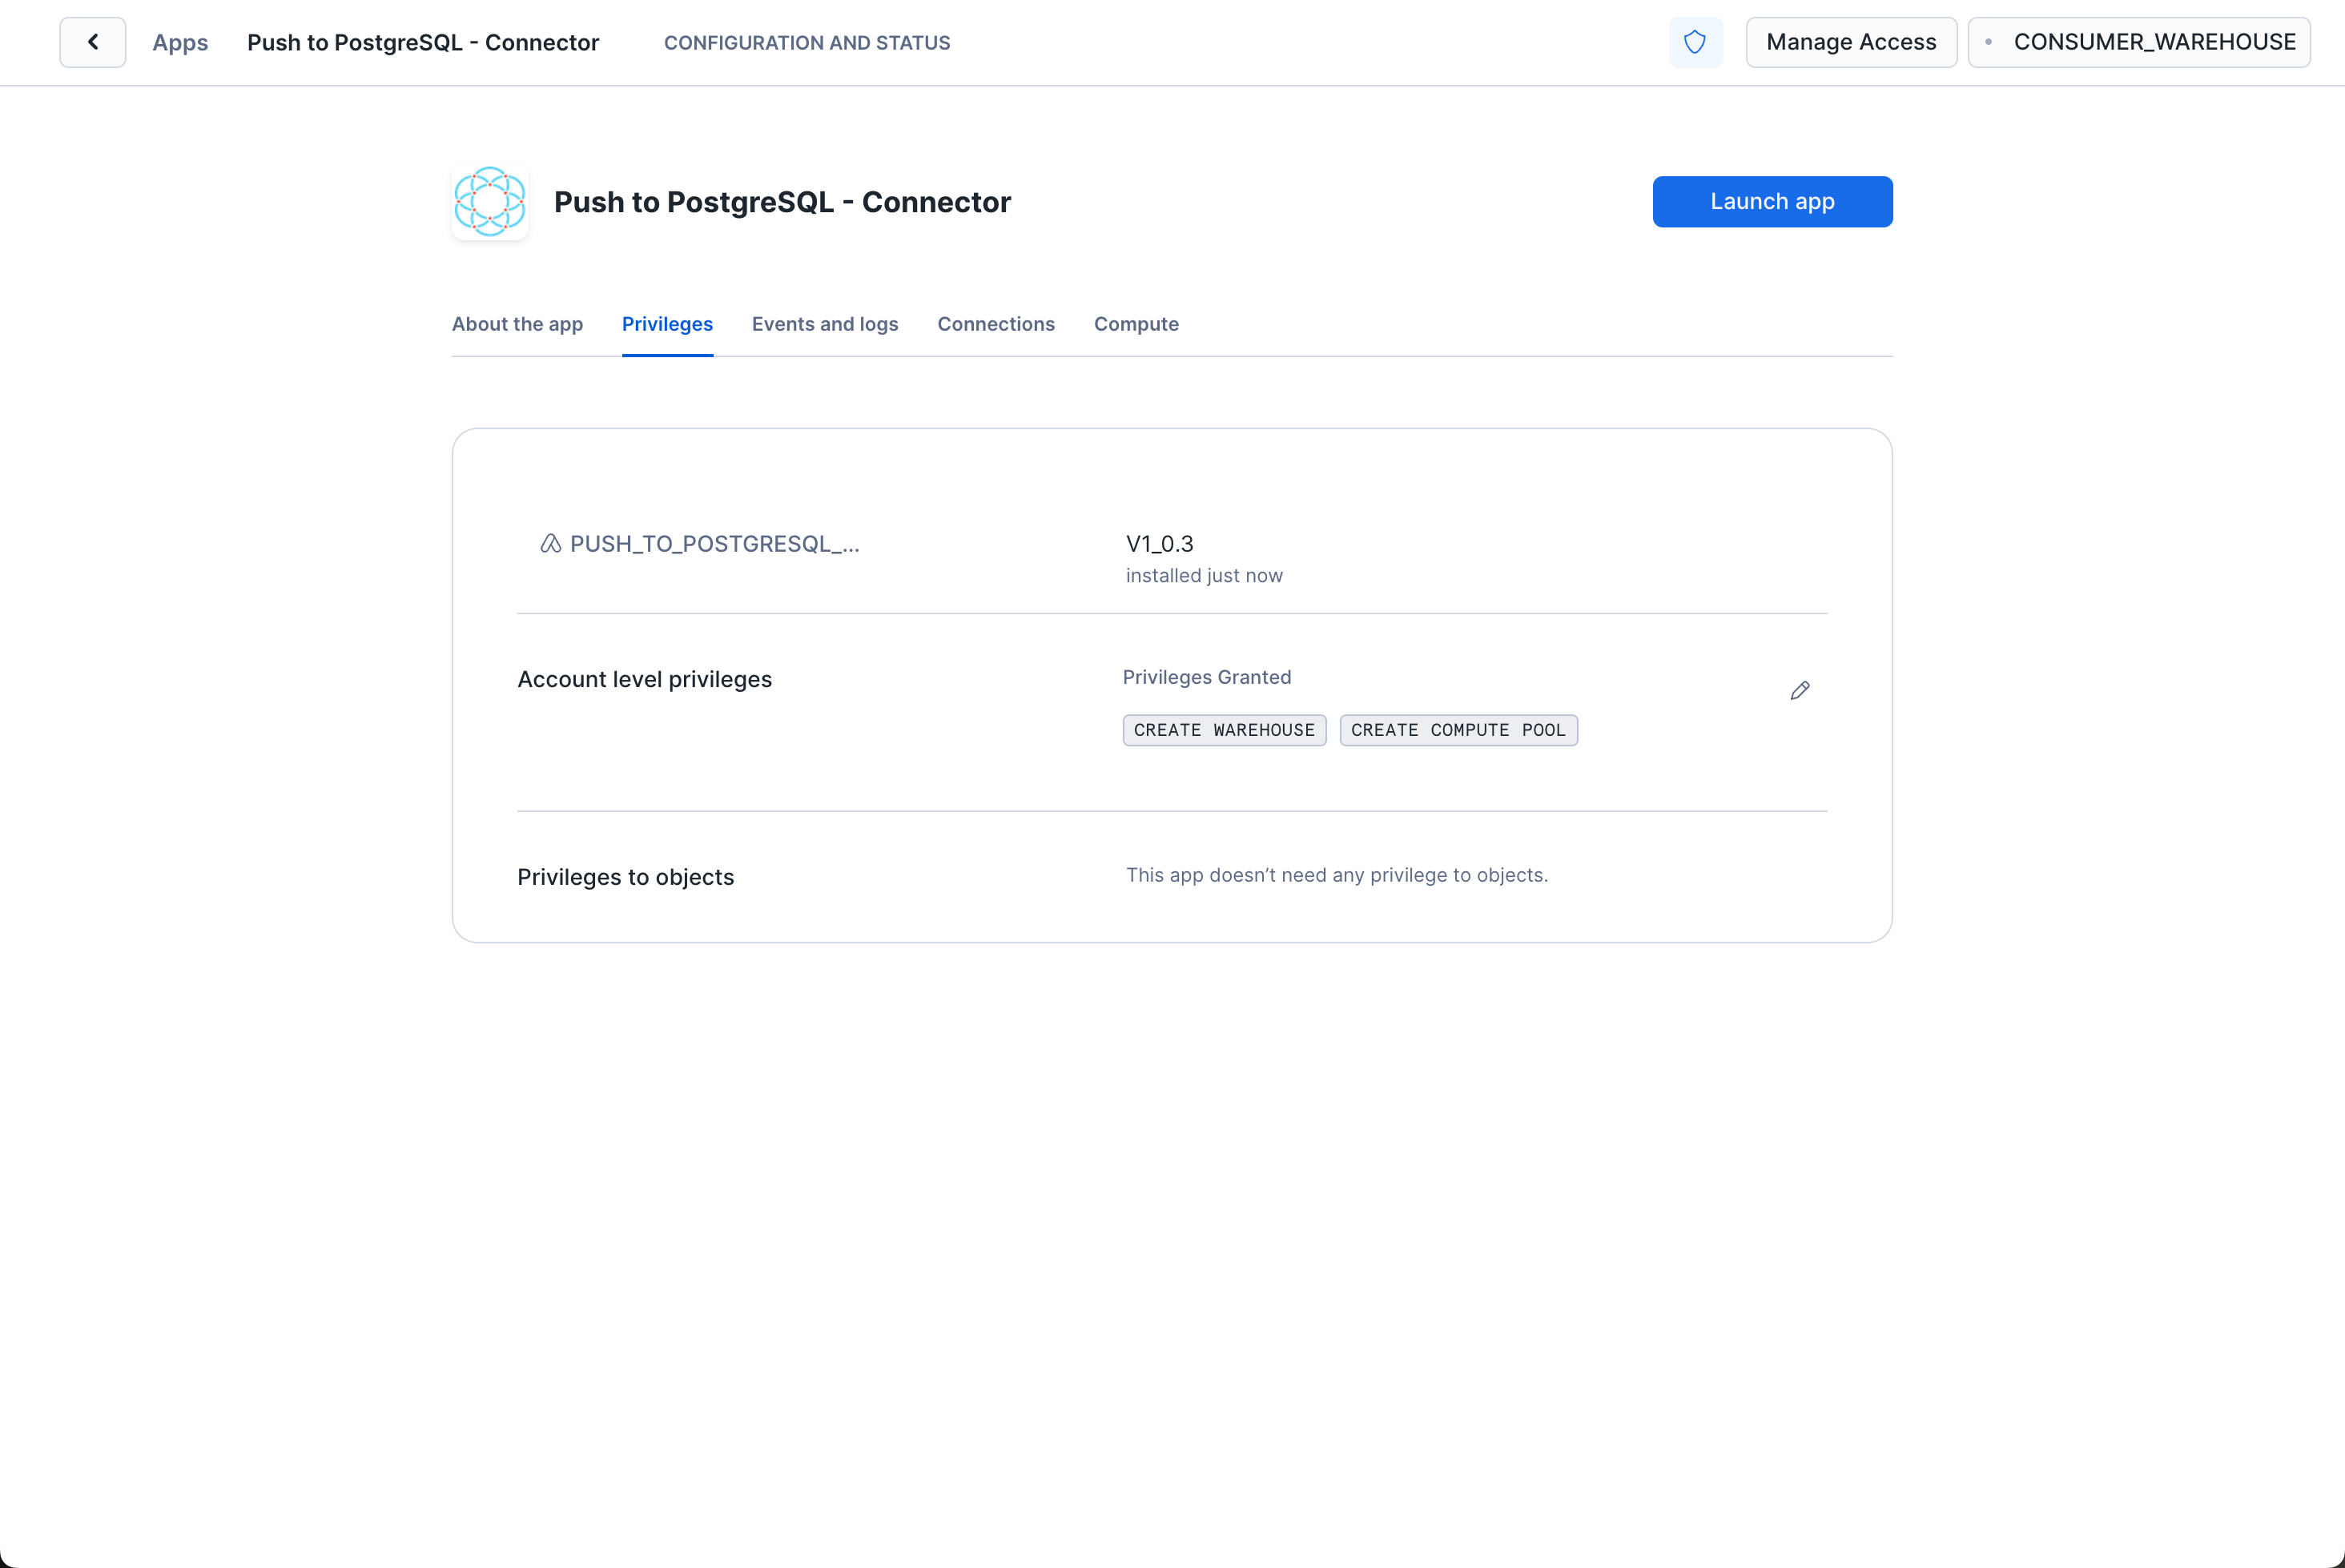 Apps Push to PostgreSQL - Connector CONFIGURATION AND STATUS Manage Access CONSUMER_WAREHOUSE
Push to PostgreSQL - Connector Launch app
About the app Privileges Events and logs Connections Compute
PUSH_TO_POSTGRESQL_... V1_0.3
installed just now
Account level privileges Privileges Granted
CREATE WAREHOUSE CREATE COMPUTE POOL
Privileges to objects This app doesn’t need any privilege to objects.